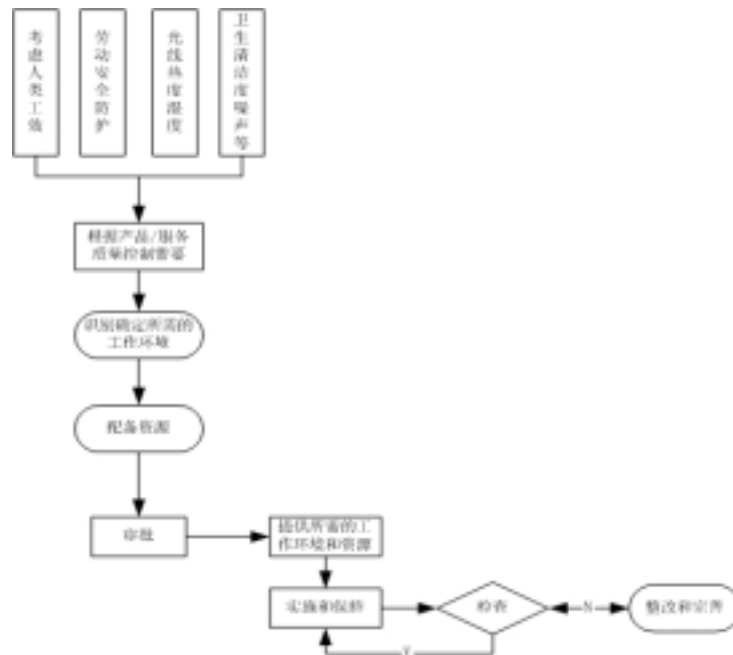 考虑人类工效
劳动安全防护
光线热度湿度
卫生清洁度噪声等
根据产品/服务
质量控制需要
识别确定所需的
工作环境
配备资源
审批
提供所需的工
作环境和资源
实施和保持
检查
N
整改和完善
Y